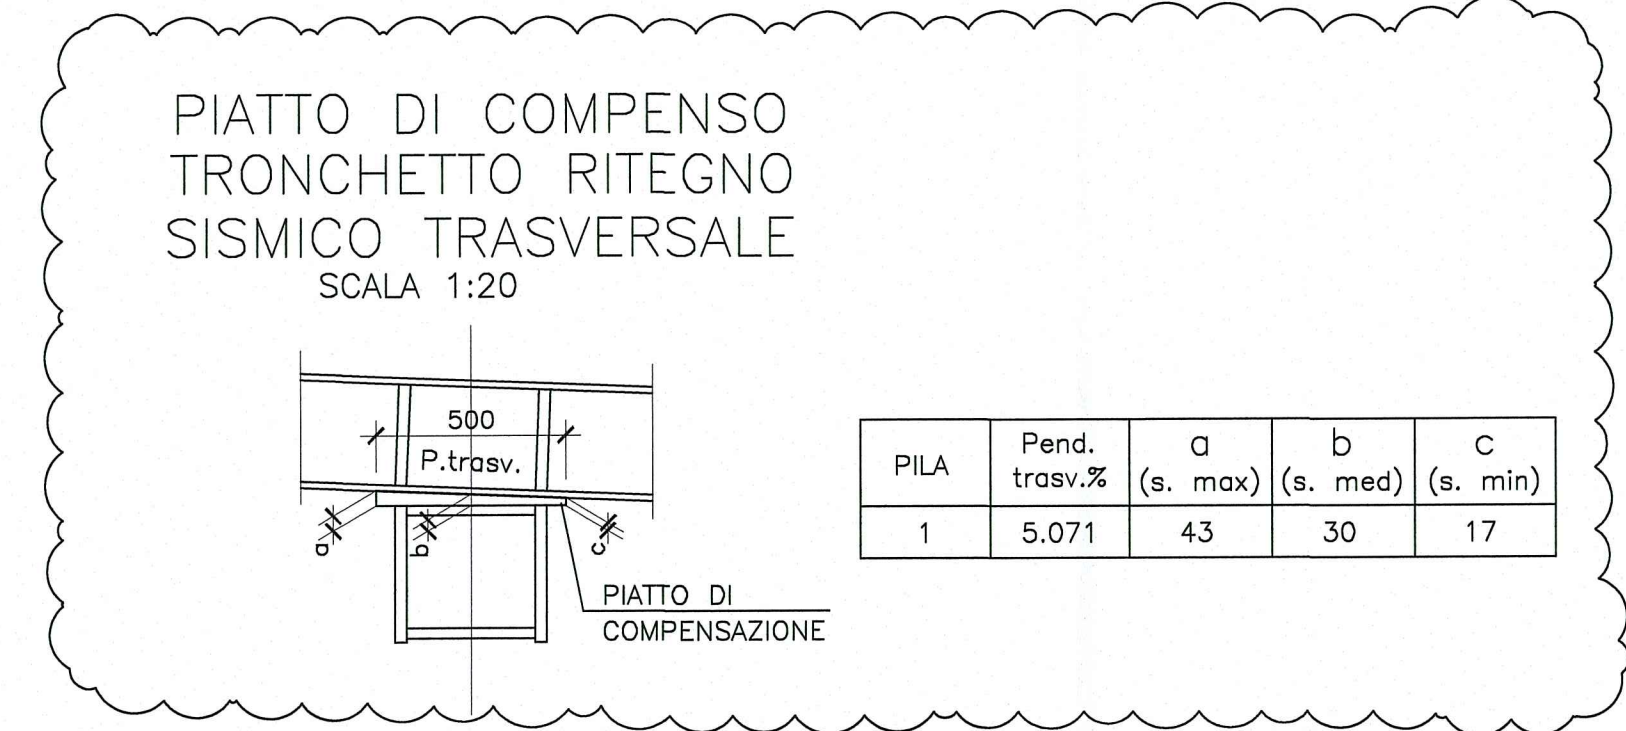 PIATTO DI COMPENSO
TRONCHETTO RITEGNO
SISMICO TRASVERSALE
SCALA 1:20
500
P.trasv.
a
b
c
PIATTO DI
COMPENSAZIONE
PILA
Pend.
trasv.%
a
(s. max)
b
(s. med)
c
(s. min)
1
5.071
43
30
17